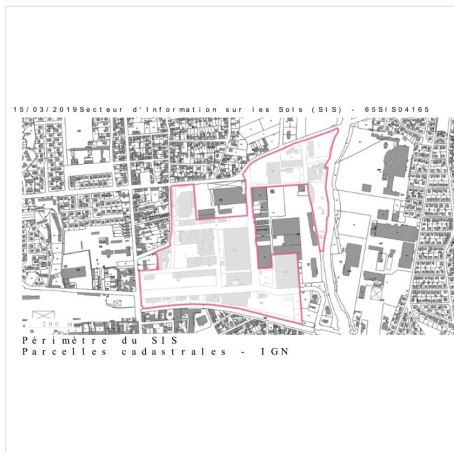 15/03/2019Secteur d'Information sur les Sols (SIS) - 65SIS04165
200 m
Périmètre du SIS
Parcelles cadastrales - IGN